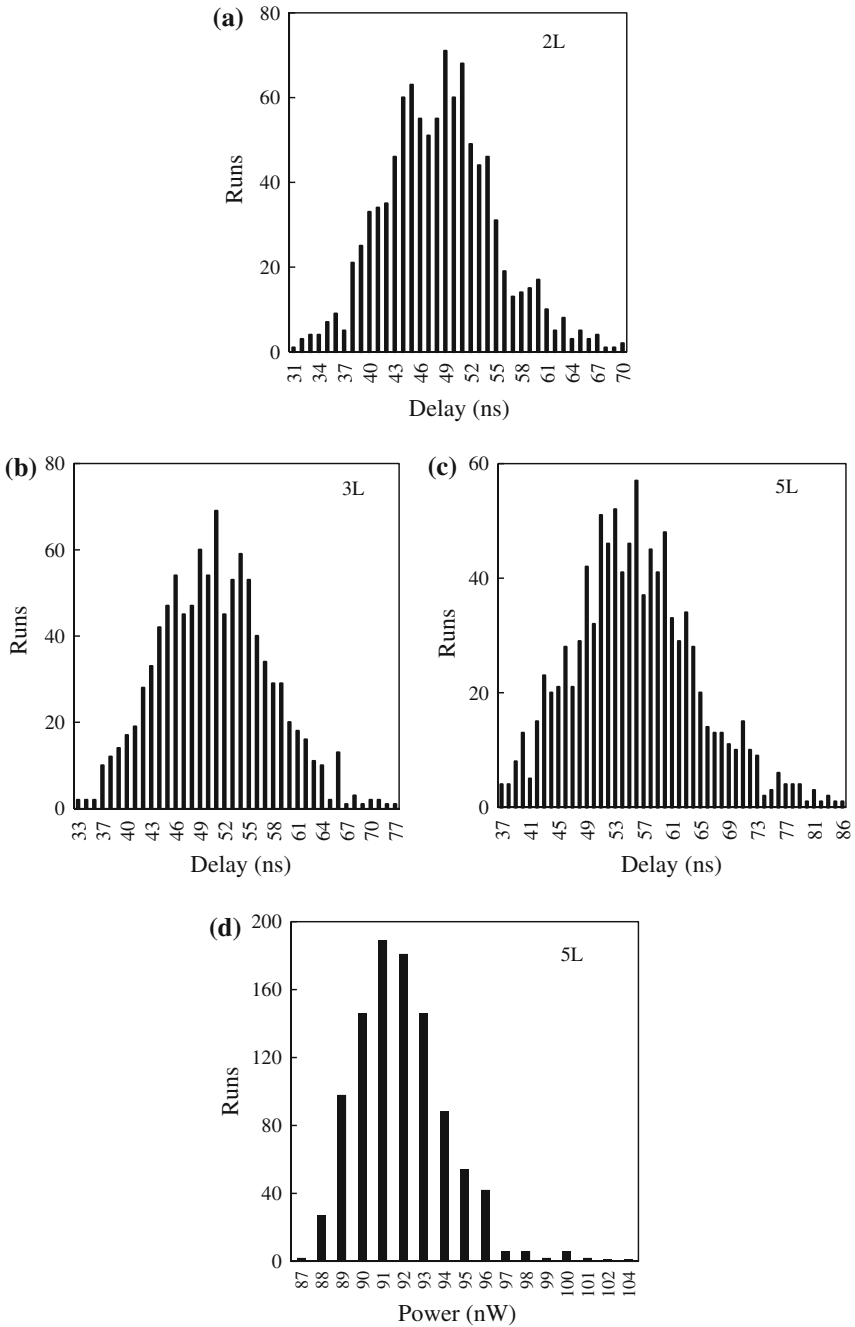 (a)
80
2L
60
Runs
40
20
0
31 34 37 40 43 46 49 52 55 58 61 64 67 70
Delay (ns)
(b)
80
3L
60
Runs
40
20
0
33 37 40 43 46 49 52 55 58 61 64 67 70 77
Delay (ns)
(c)
60
5L
40
Runs
20
0
37 41 45 49 53 57 61 65 69 73 77 81 86
Delay (ns)
(d)
200
5L
160
120
Runs
80
40
0
87 88 89 90 91 92 93 94 95 96 97 98 99 100 101 102 104
Power (nW)